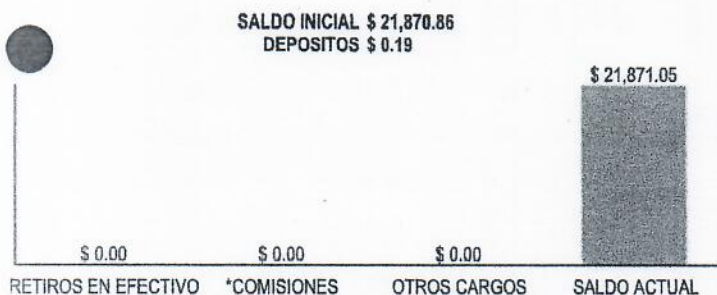 SALDO INICIAL $ 21,870.86
DEPOSITOS $ 0.19
$ 21,871.05
$ 0.00 $ 0.00 $ 0.00
RETIROS EN EFECTIVO *COMISIONES OTROS CARGOS SALDO ACTUAL